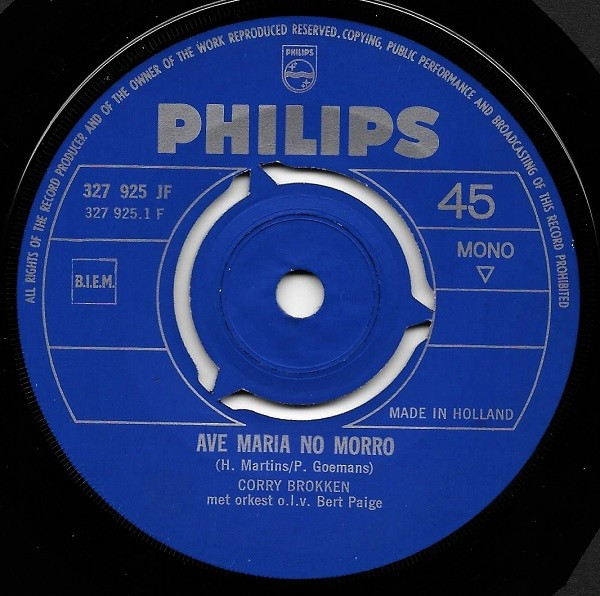 ALL RIGHTS OF THE RECORD PRODUCER AND OF THE OWNER OF THE WORK REPRODUCED RESERVED. COPYING, PUBLIC PERFORMANCE AND BROADCASTING OF THIS RECORD PROHIBITED
PHILIPS
PHILIPS
327 925 JF
45
327 925.1 F
MONO
B.I.E.M.
MADE IN HOLLAND
AVE MARIA NO MORRO
(H. Martins/P. Goemans)
CORRY BROKKEN
met orkest o.l.v. Bert Paige